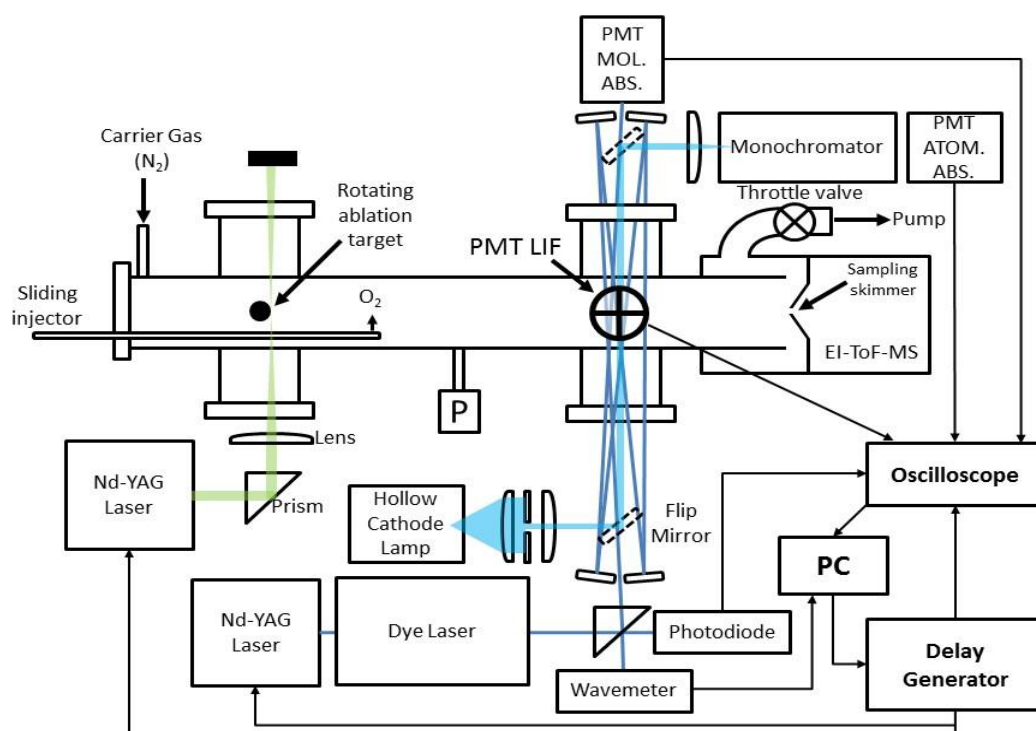 PMT
MOL.
ABS.
Carrier Gas
(N₂)
Monochromator
PMT
ATOM.
ABS.
Rotating
ablation
target
Throttle valve
Pump
PMT LIF
Sliding
injector
O₂
Sampling
skimmer
EI-ToF-MS
P
Lens
Nd-YAG
Laser
Prism
Hollow
Cathode
Lamp
Flip
Mirror
Oscilloscope
PC
Nd-YAG
Laser
Dye Laser
Photodiode
Wavemeter
Delay
Generator